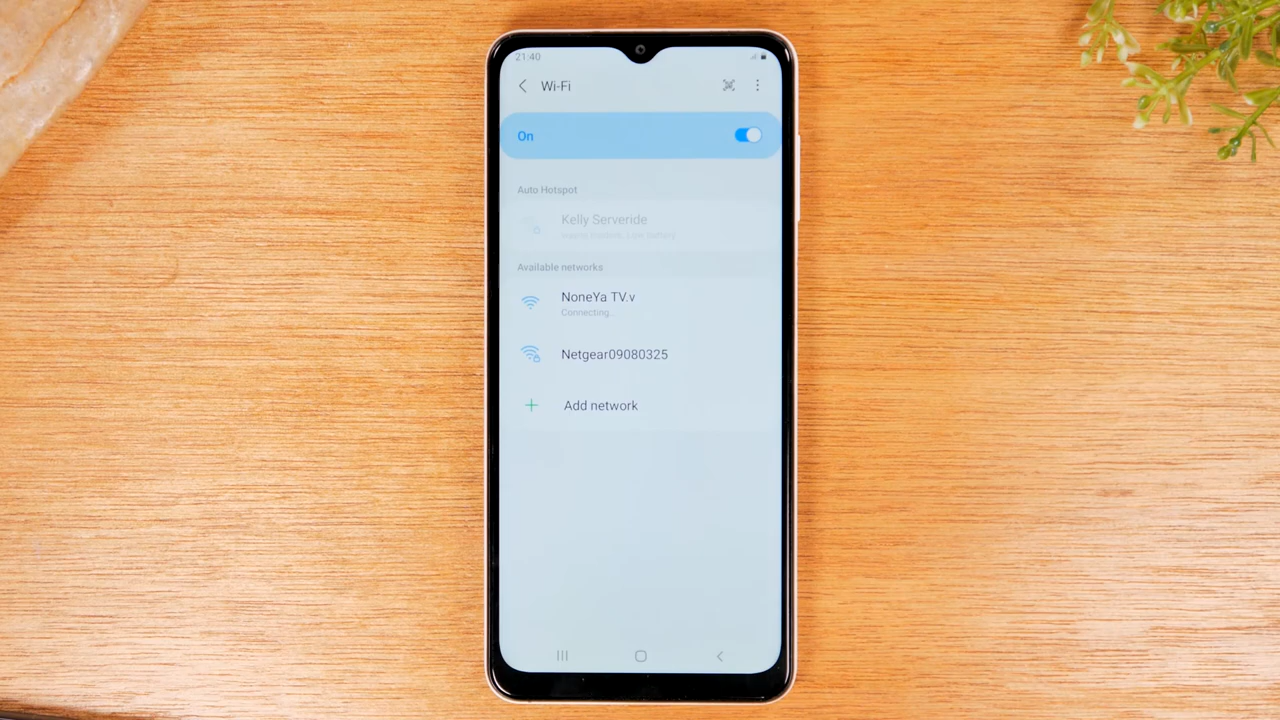 21:40
Wi-Fi
On
Auto Hotspot
Kelly Serveride
Available networks
NoneYa TV.v
Connecting...
Netgear09080325
Add network